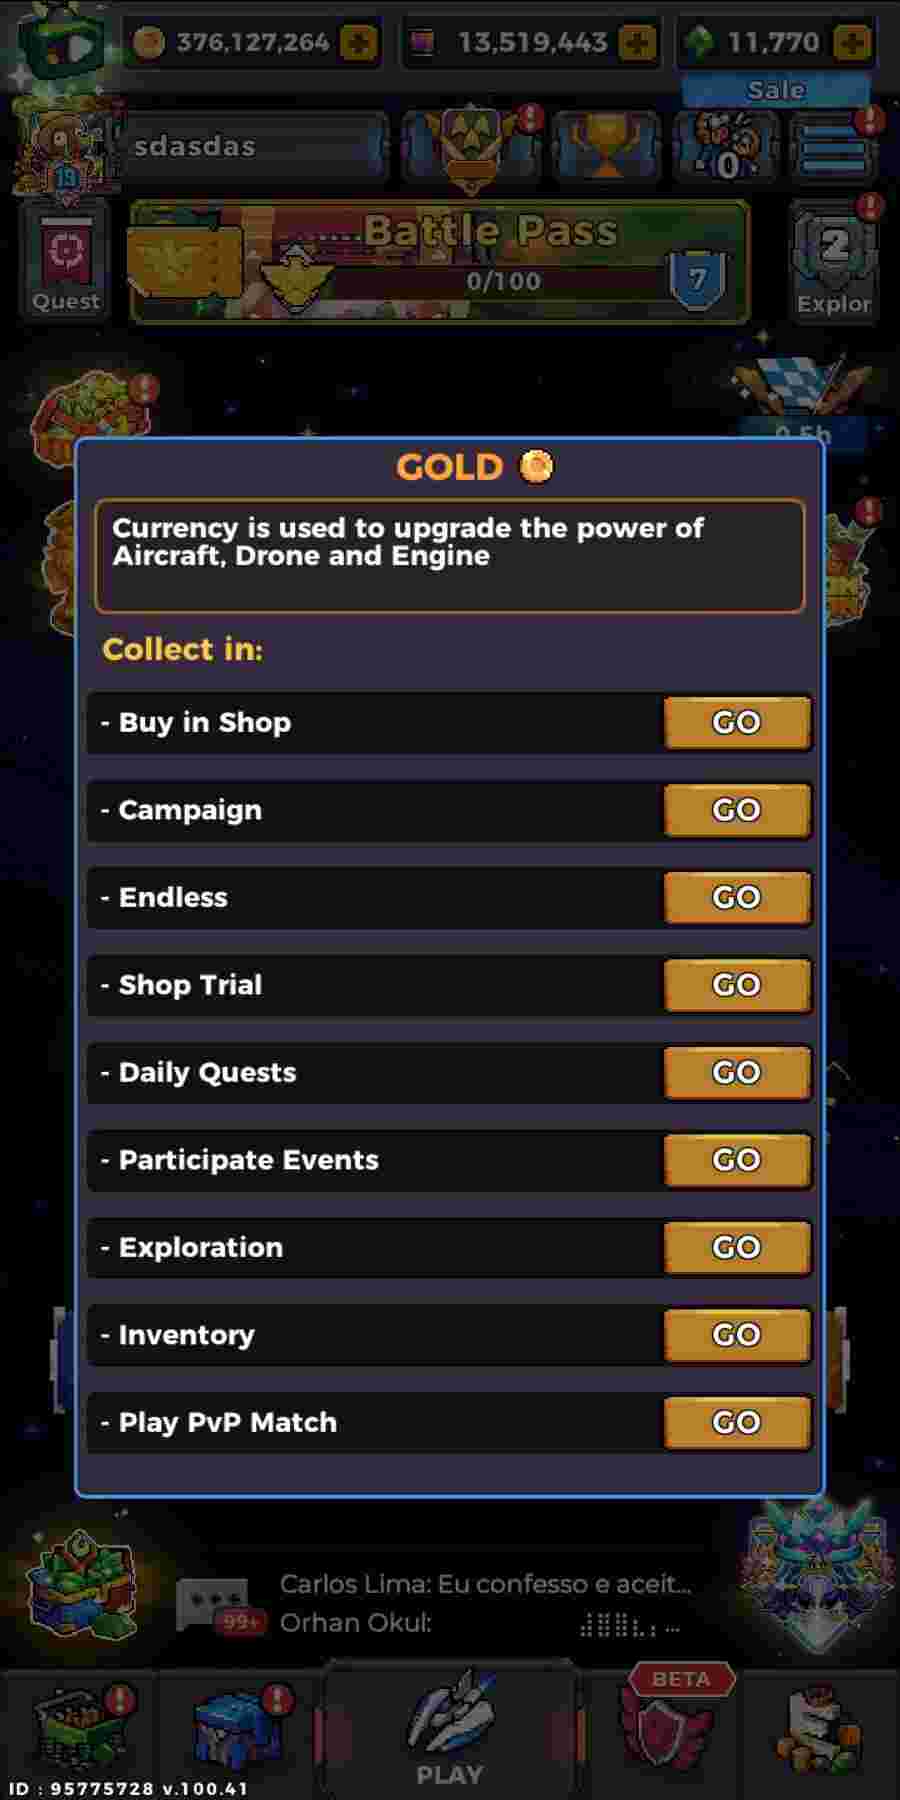 376,127,264
13,519,443
11,770
Sale
19
sdasdas
0
Quest
Battle Pass
0/100
7
2
Explor
GOLD
Currency is used to upgrade the power of
Aircraft, Drone and Engine
Collect in:
- Buy in Shop
GO
- Campaign
GO
- Endless
GO
- Shop Trial
GO
- Daily Quests
GO
- Participate Events
GO
- Exploration
GO
- Inventory
GO
- Play PvP Match
GO
Carlos Lima: Eu confesso e aceit...
99+
Orhan Okul:
BETA
PLAY
ID : 95775728 v.100.41